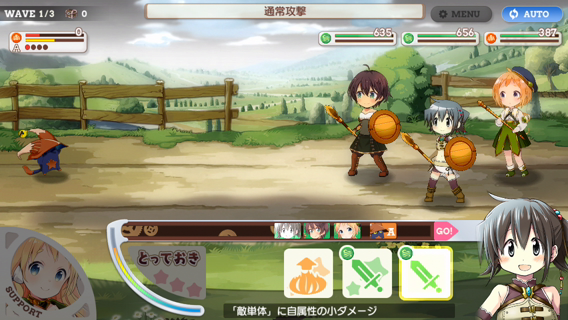 WAVE 1/3
0
通常攻撃
MENU
AUTO
0
A
635
656
387
GO!
とっておき
SUPPORT
「敵単体」に自属性の小ダメージ